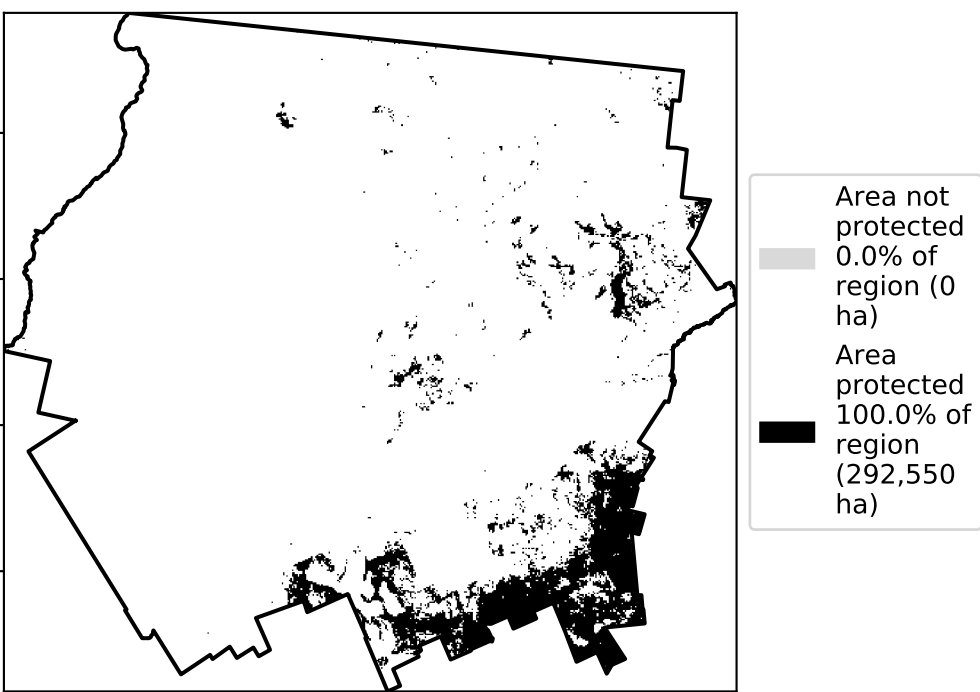 Area not
protected
0.0% of
region (0
ha)
Area
protected
100.0% of
region
(292,550
ha)